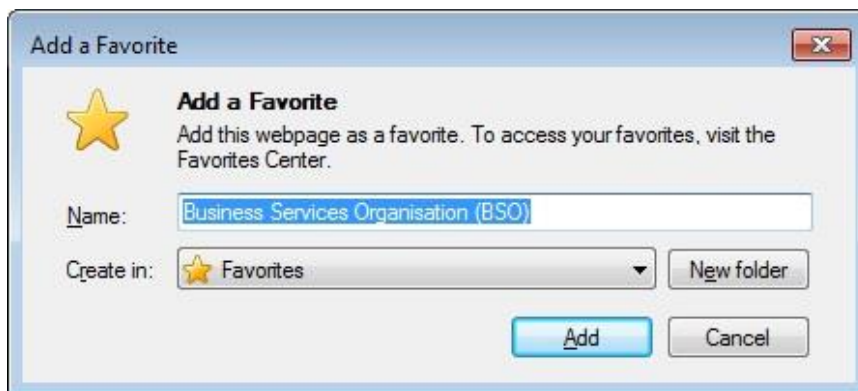 Add a Favorite
Add a Favorite
Add this webpage as a favorite. To access your favorites, visit the
Favorites Center.
Name: Business Services Organisation (BSO)
Create in: Favorites New folder
Add Cancel